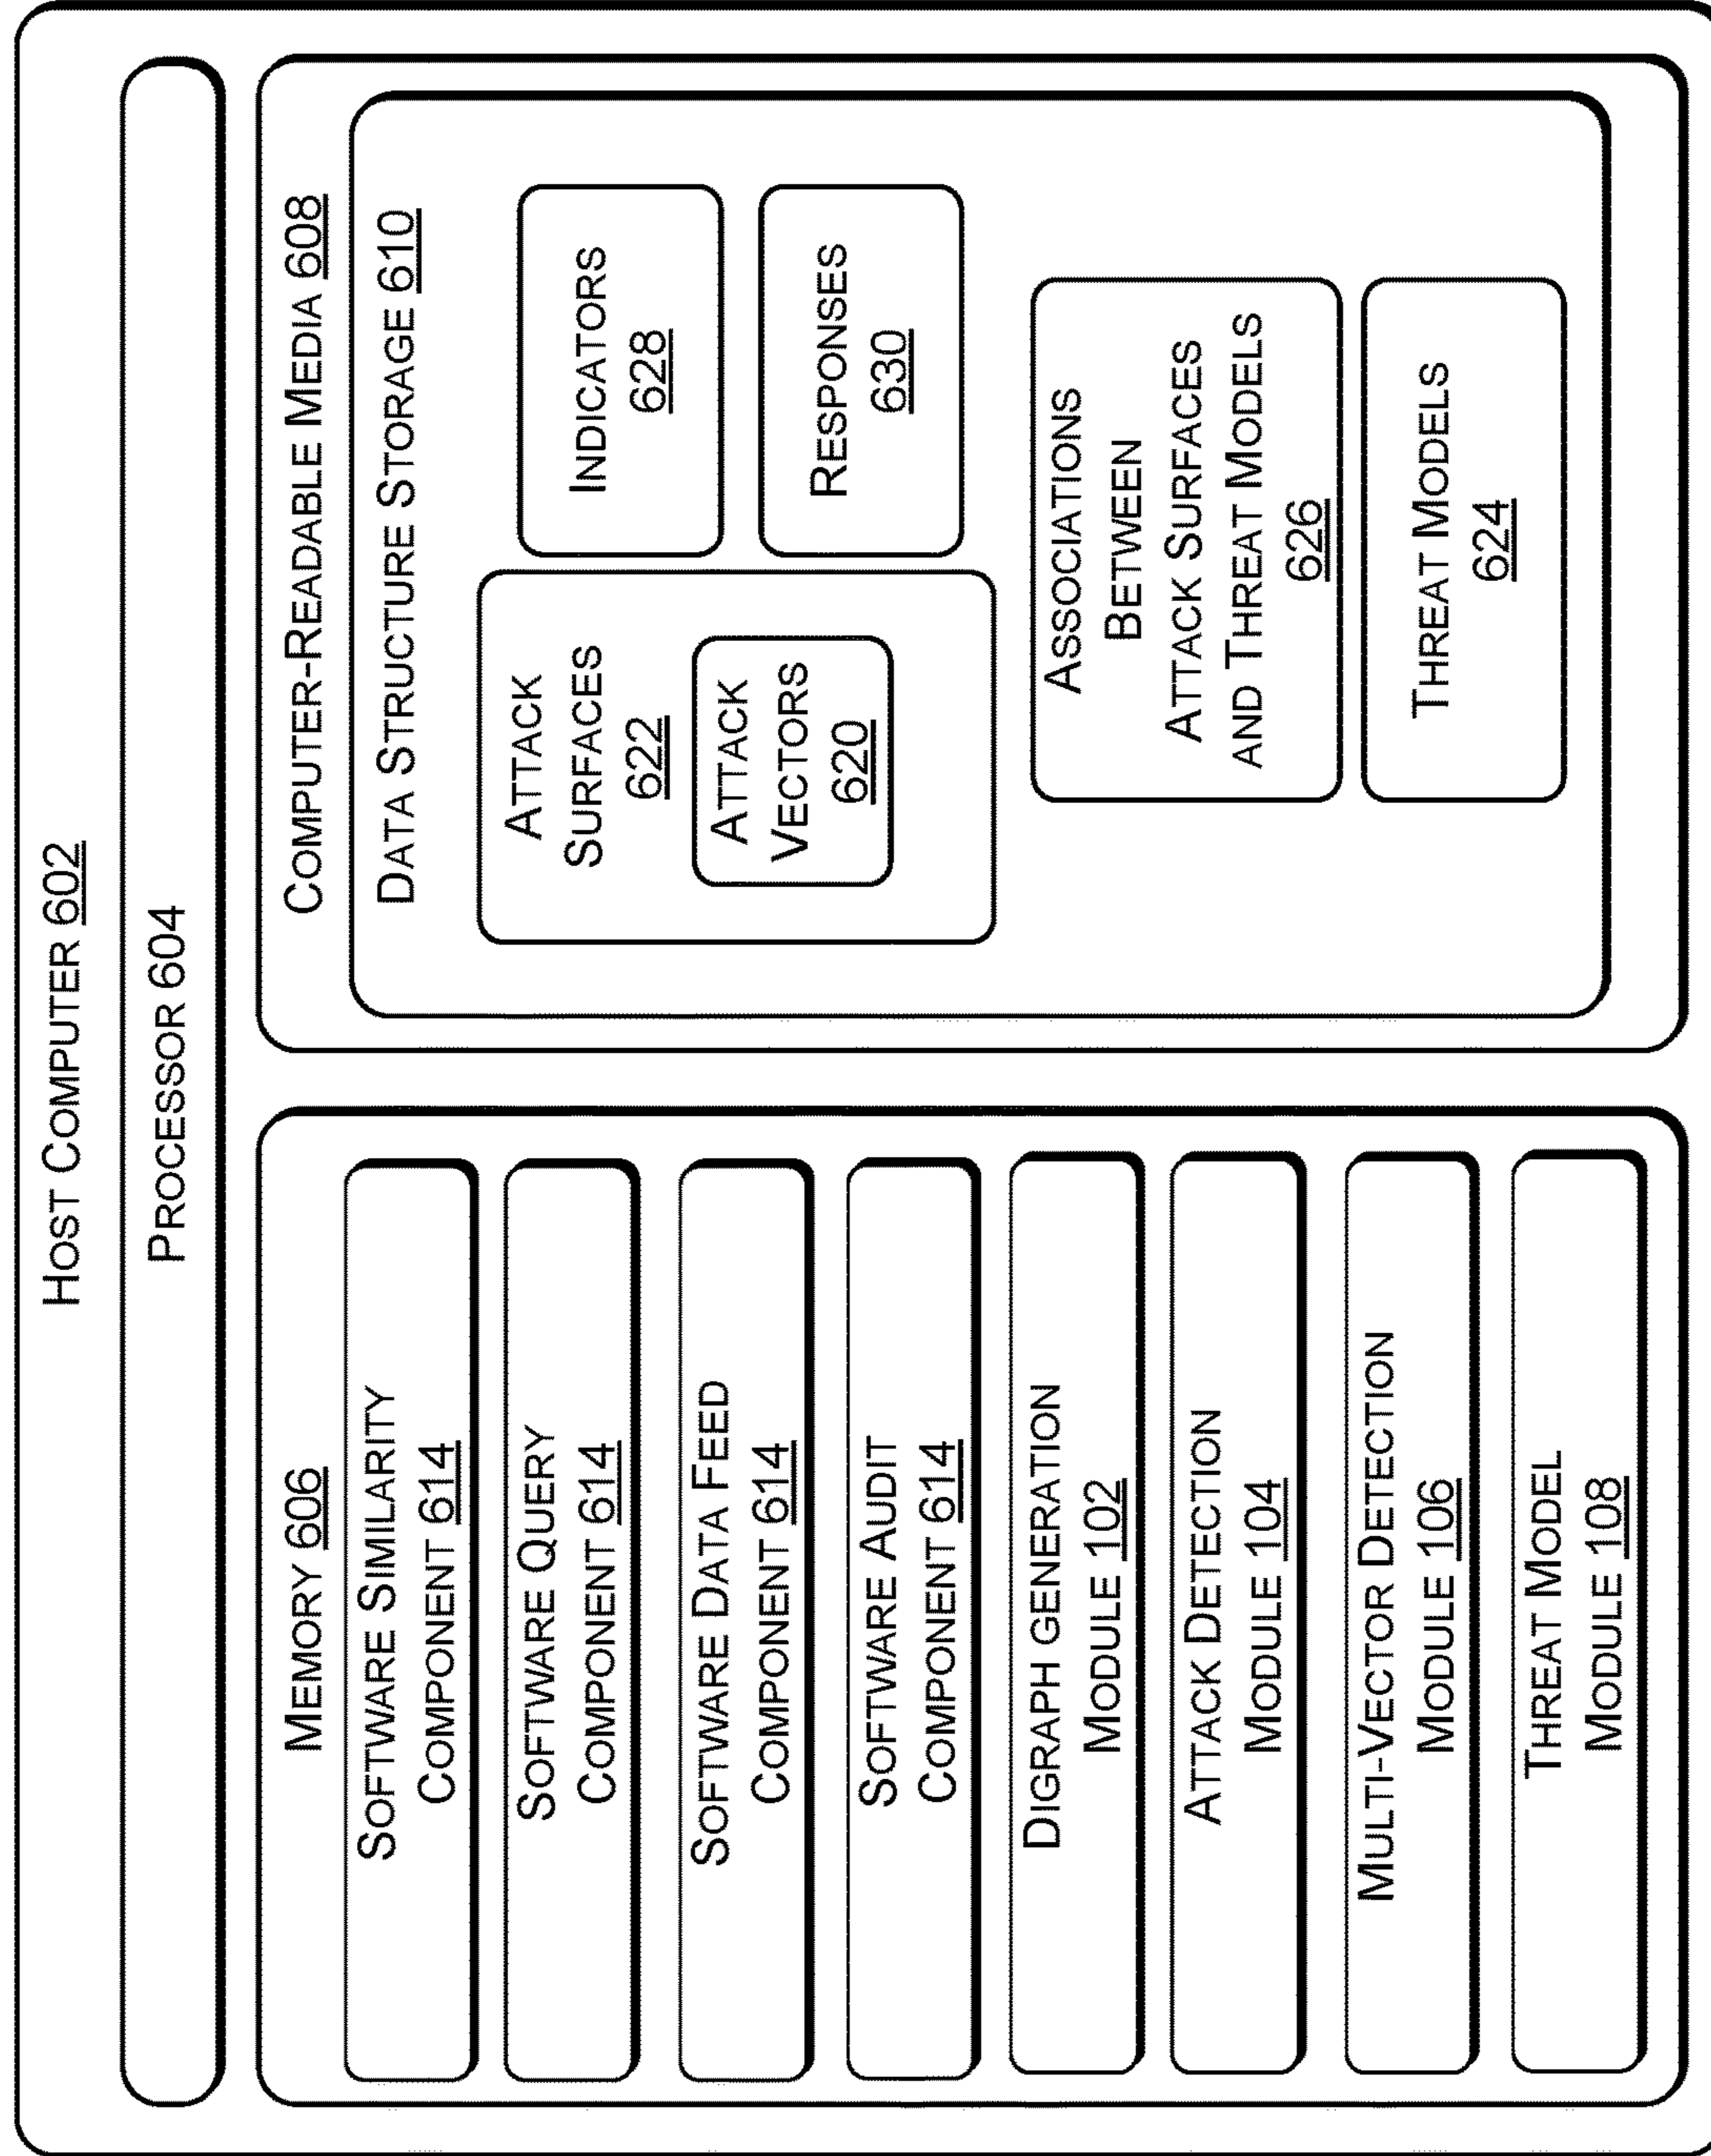 HOST COMPUTER 602
PROCESSOR 604
MEMORY 606
SOFTWARE SIMILARITY
COMPONENT 614
SOFTWARE QUERY
COMPONENT 614
SOFTWARE DATA FEED
COMPONENT 614
SOFTWARE AUDIT
COMPONENT 614
DIGRAPH GENERATION
MODULE 102
ATTACK DETECTION
MODULE 104
MULTI-VECTOR DETECTION
MODULE 106
THREAT MODEL
MODULE 108
COMPUTER-READABLE MEDIA 608
DATA STRUCTURE STORAGE 610
ATTACK
SURFACES
622
ATTACK
VECTORS
620
INDICATORS
628
RESPONSES
630
ASSOCIATIONS
BETWEEN
ATTACK SURFACES
AND THREAT MODELS
626
THREAT MODELS
624